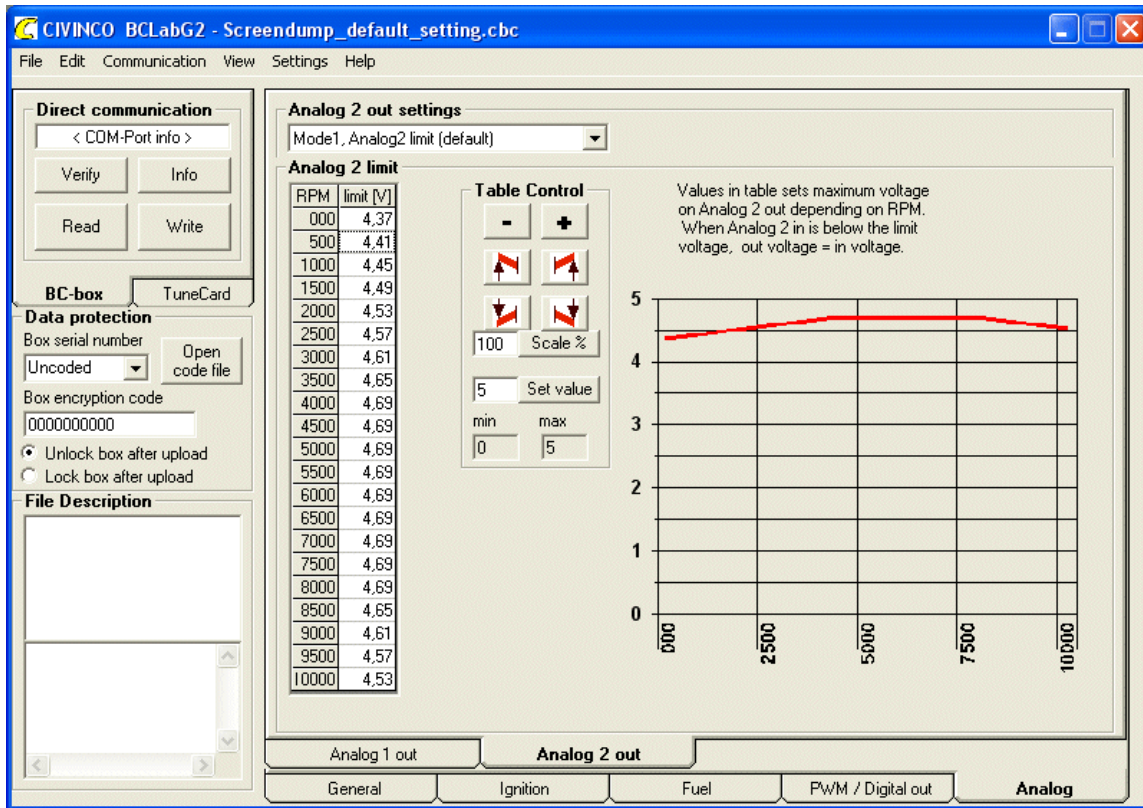 CIVINCO BCLabG2 - Screendump_default_setting.cbc
File Edit Communication View Settings Help
Direct communication
< COM-Port info >
Verify Info
Read Write
BC-box TuneCard
Data protection
Box serial number
Uncoded
Open code file
Box encryption code
0000000000
Unlock box after upload
Lock box after upload
File Description
Analog 2 out settings
Mode1, Analog2 limit (default)
Analog 2 limit
RPM limit [V]
000 4,37
500 4,41
1000 4,45
1500 4,49
2000 4,53
2500 4,57
3000 4,61
3500 4,65
4000 4,69
4500 4,69
5000 4,69
5500 4,69
6000 4,69
6500 4,69
7000 4,69
7500 4,69
8000 4,69
8500 4,65
9000 4,61
9500 4,57
10000 4,53
Table Control
- +
100 Scale %
5 Set value
min max
0 5
Values in table sets maximum voltage
on Analog 2 out depending on RPM.
When Analog 2 in is below the limit
voltage, out voltage = in voltage.
5
4
3
2
1
0
000 2500 5000 7500 10000
Analog 1 out Analog 2 out
General Ignition Fuel PWM / Digital out Analog